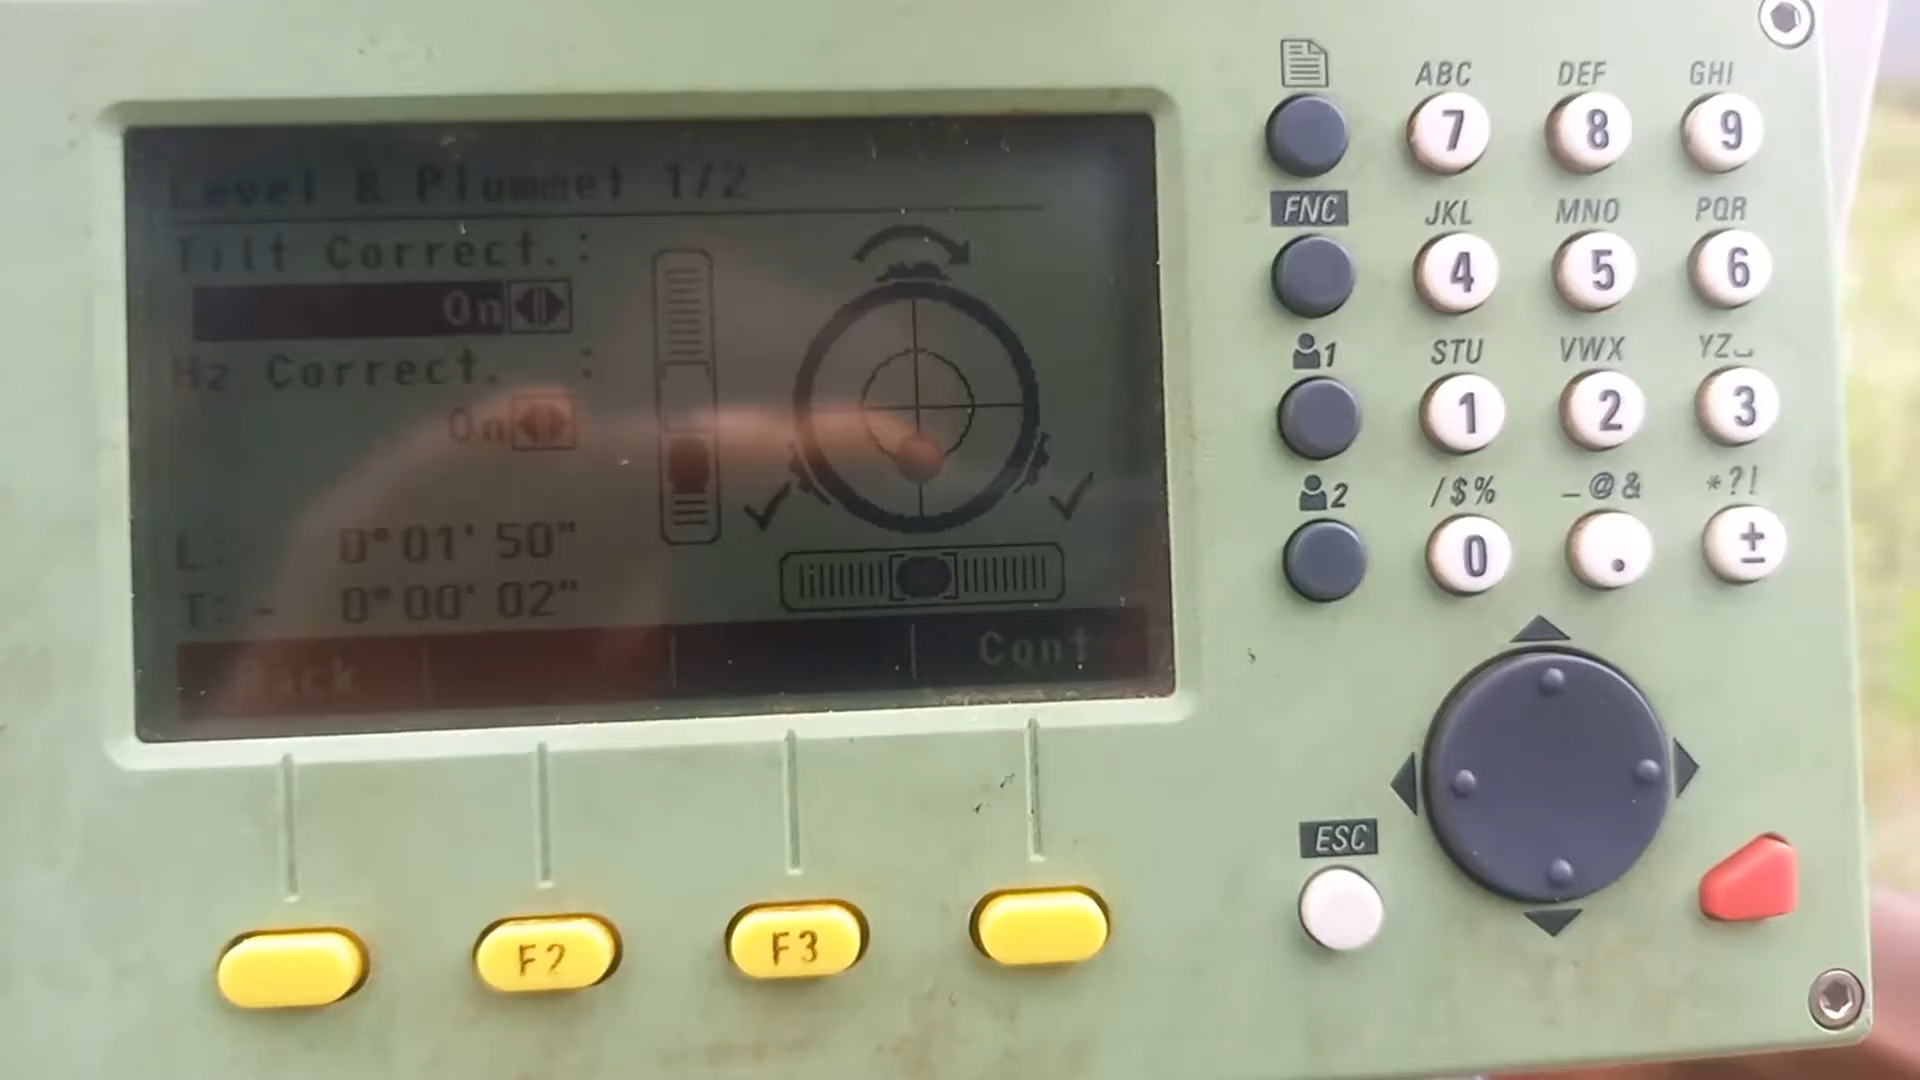 Level & Plummet 1/2
Tilt Correct. :
On
Hz Correct. :
On
L: 0°01'50"
T: - 0°00'02"
Back Cont
ABC DEF GHI
7 8 9
FNC JKL MNO PQR
4 5 6
1 STU VWX YZ⎵
1 2 3
2 /$% _@& *?!
0 . ±
ESC
F2 F3